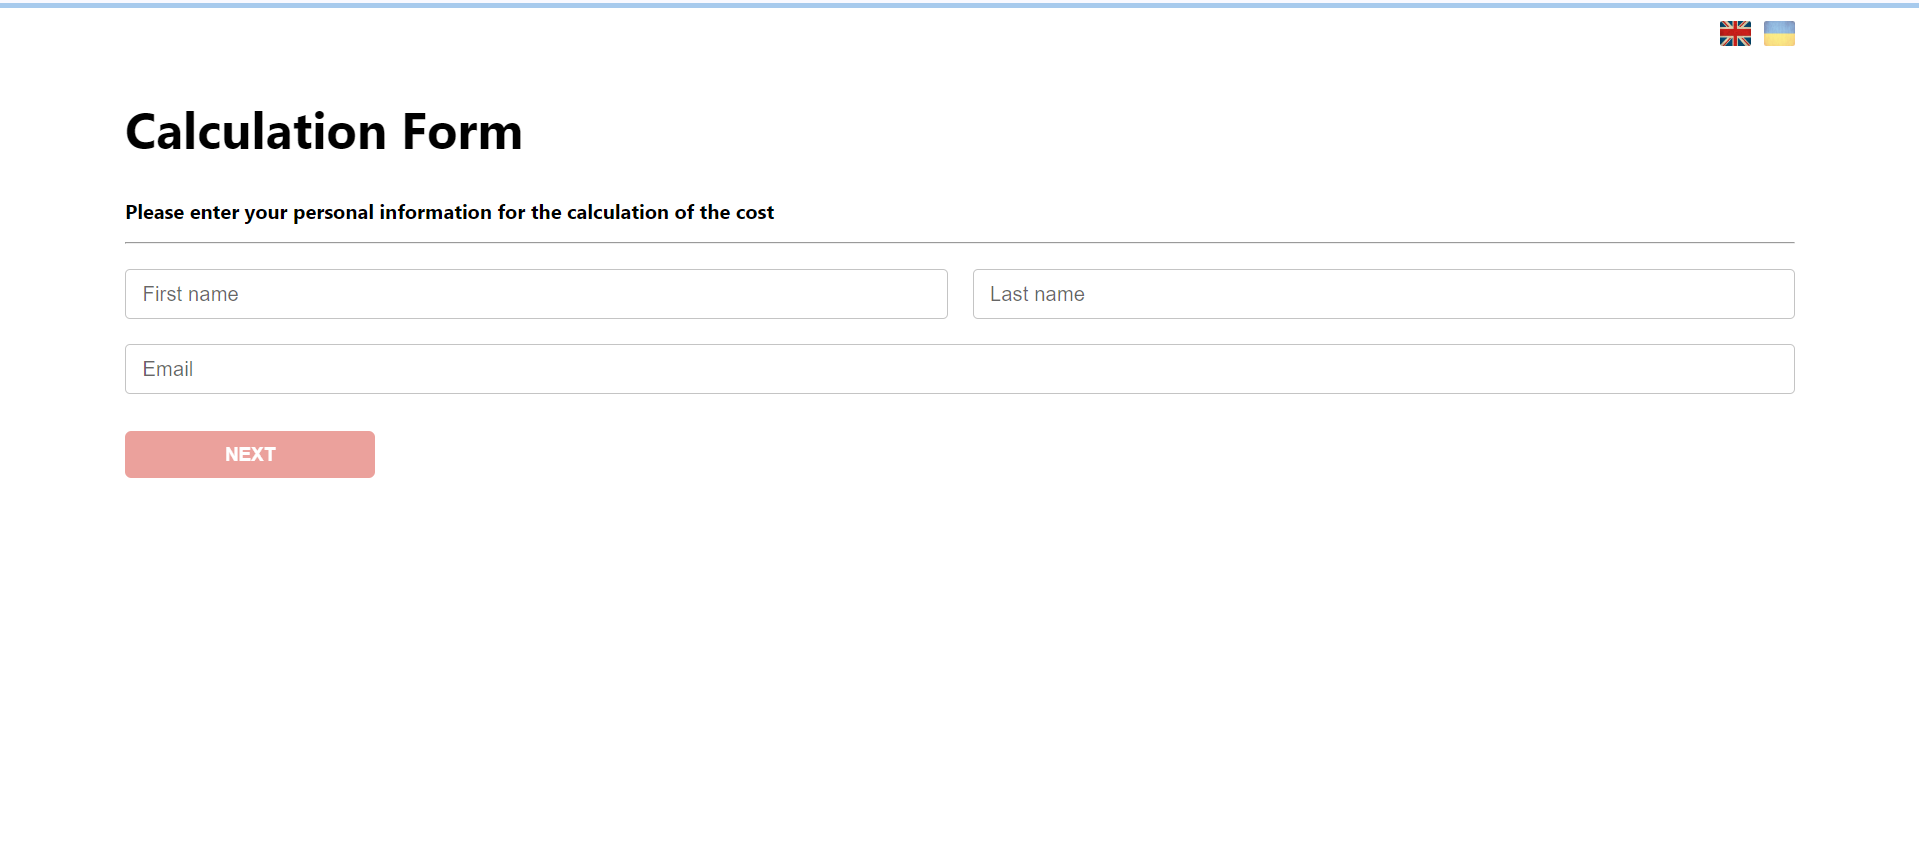 Calculation Form
Please enter your personal information for the calculation of the cost
First name
Last name
Email
NEXT